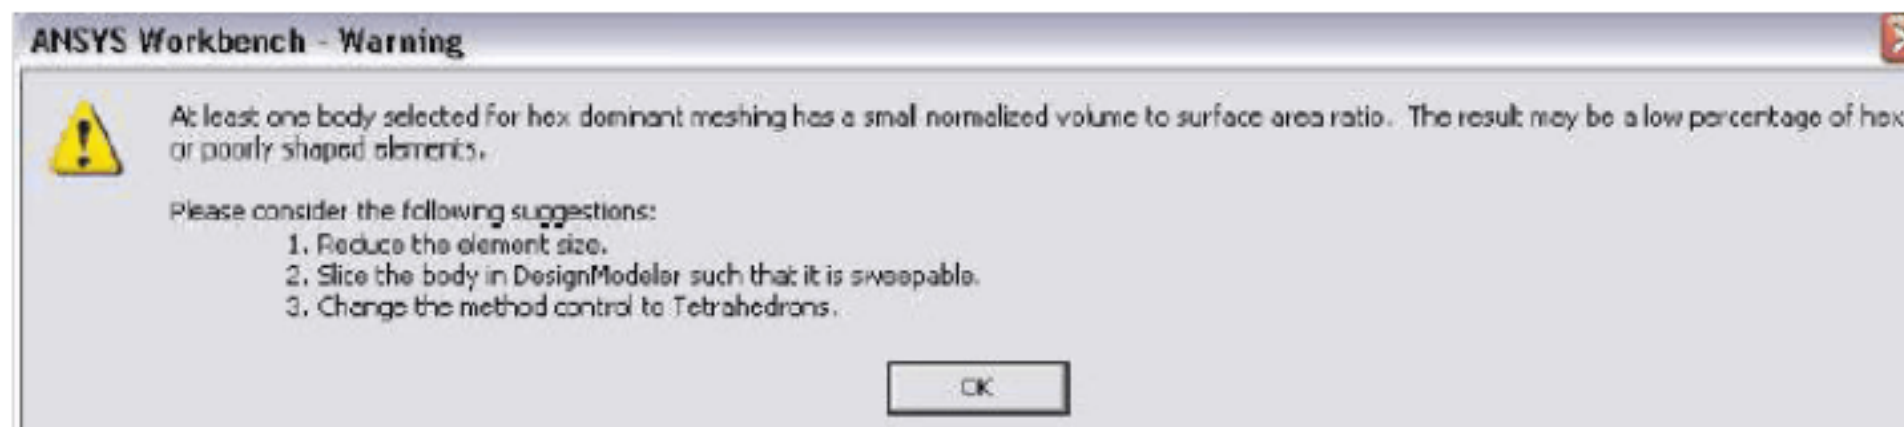 ANSYS Workbench - Warning
At least one body selected for hex dominant meshing has a small normalized volume to surface area ratio. The result may be a low percentage of hex
or poorly shaped elements.
Please consider the following suggestions:
1. Reduce the element size.
2. Slice the body in DesignModeler such that it is sweepable.
3. Change the method control to Tetrahedrons.
OK